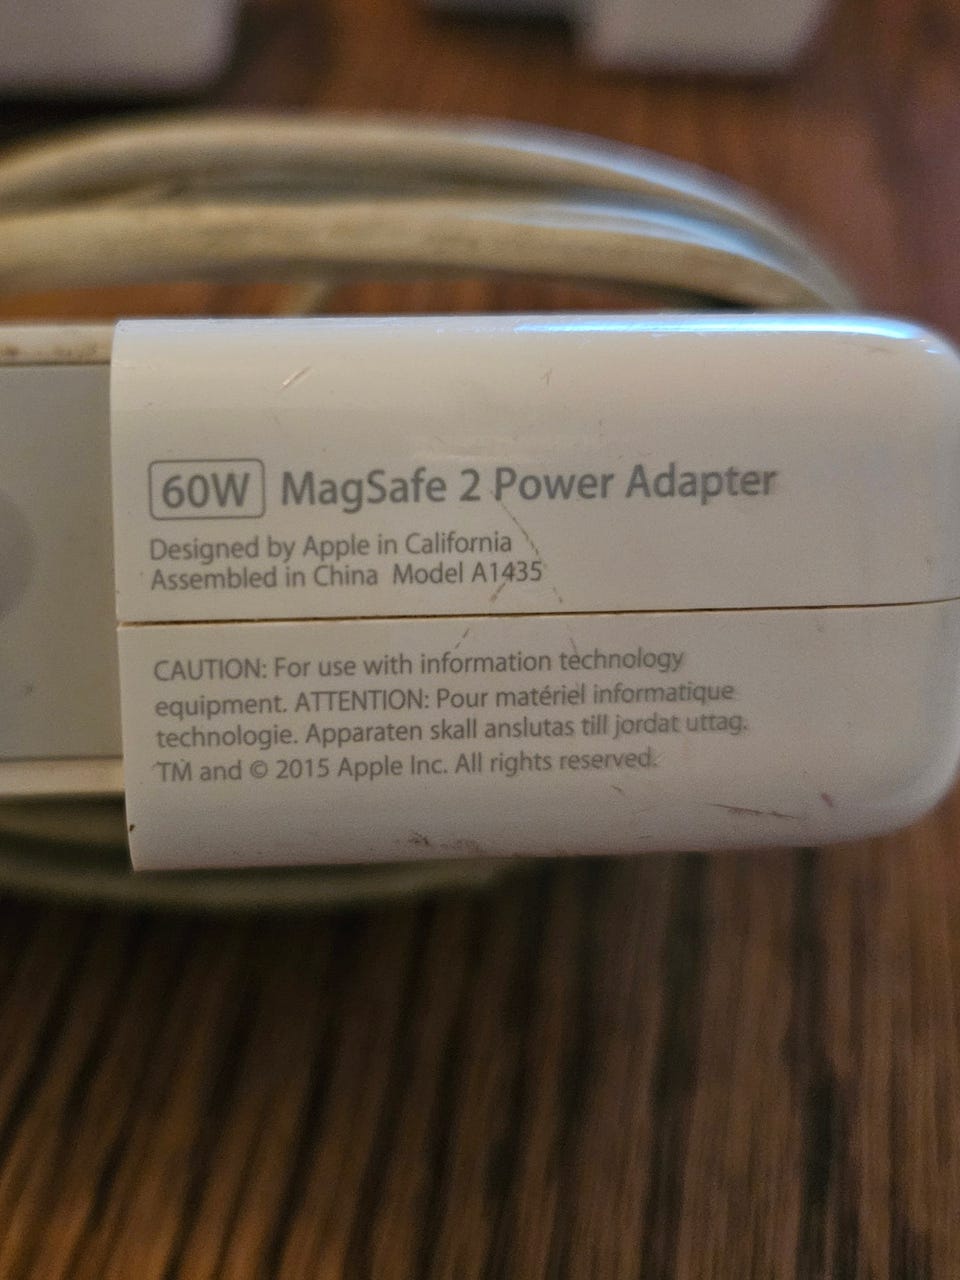 60W MagSafe 2 Power Adapter
Designed by Apple in California
Assembled in China Model A1435
CAUTION: For use with information technology
equipment. ATTENTION: Pour matériel informatique
technologie. Apparaten skall anslutas till jordat uttag.
TM and © 2015 Apple Inc. All rights reserved.